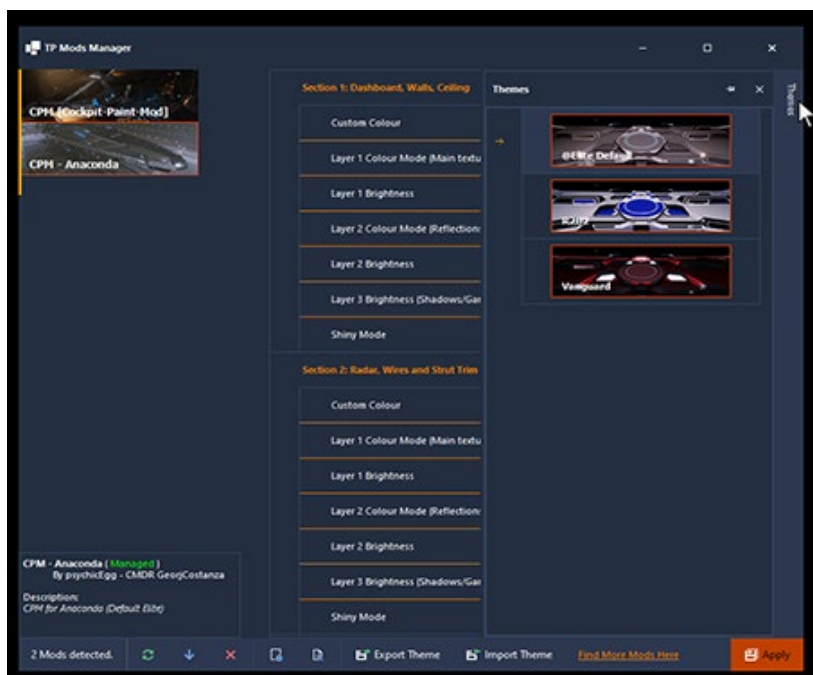 TP Mods Manager
CPM [Cockpit-Paint-Mod]
CPM - Anaconda
Section 1: Dashboard, Walls, Ceiling
Custom Colour
Layer 1 Colour Mode (Main textu
Layer 1 Brightness
Layer 2 Colour Mode (Reflection
Layer 2 Brightness
Layer 3 Brightness (Shadows/Gar
Shiny Mode
Section 2: Radar, Wires and Strut Trim
Custom Colour
Layer 1 Colour Mode (Main textu
Layer 1 Brightness
Layer 2 Colour Mode (Reflection
Layer 2 Brightness
Layer 3 Brightness (Shadows/Gar
Shiny Mode
Themes
@Elite Default
Vanguard
Themes
CPM - Anaconda ( Managed )
By psychicEgg - CMDR GeorjCostanza
Description:
CPM for Anaconda (Default Elite)
2 Mods detected.
Export Theme
Import Theme
Find More Mods Here
Apply